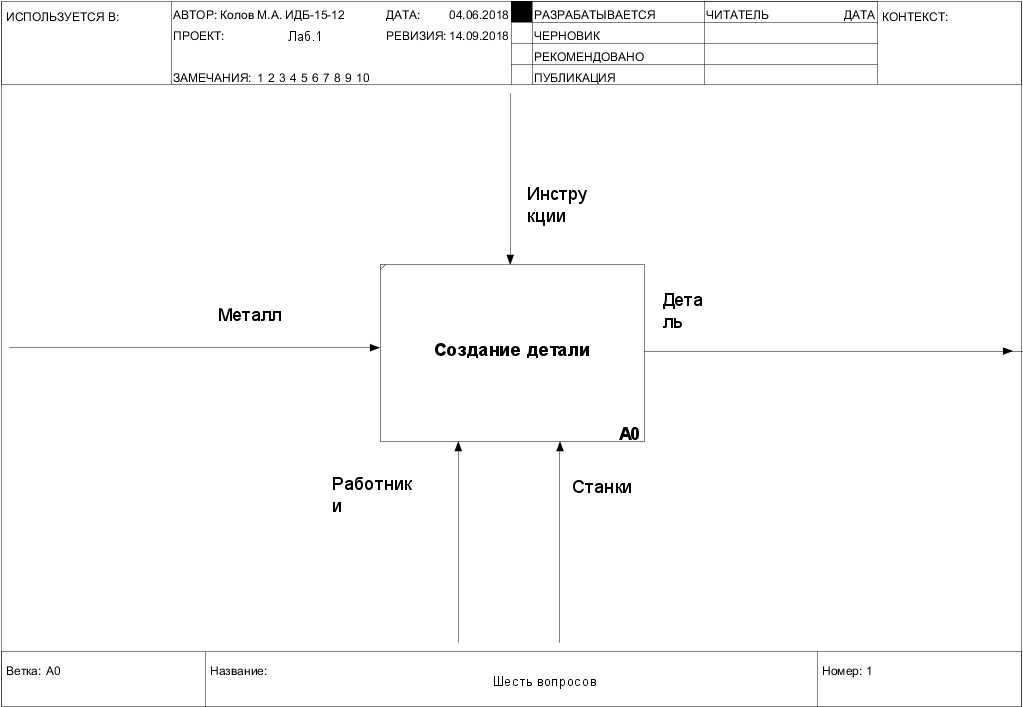 ИСПОЛЬЗУЕТСЯ В:
АВТОР: Колов М.А. ИДБ-15-12
ДАТА: 04.06.2018
РАЗРАБАТЫВАЕТСЯ
ЧИТАТЕЛЬ
ДАТА
КОНТЕКСТ:
ПРОЕКТ: Лаб.1
РЕВИЗИЯ: 14.09.2018
ЧЕРНОВИК
РЕКОМЕНДОВАНО
ЗАМЕЧАНИЯ: 1 2 3 4 5 6 7 8 9 10
ПУБЛИКАЦИЯ
Инстру
кции
Металл
Дета
ль
Создание детали
A0
Работник
и
Станки
Ветка: A0
Название:
Шесть вопросов
Номер: 1